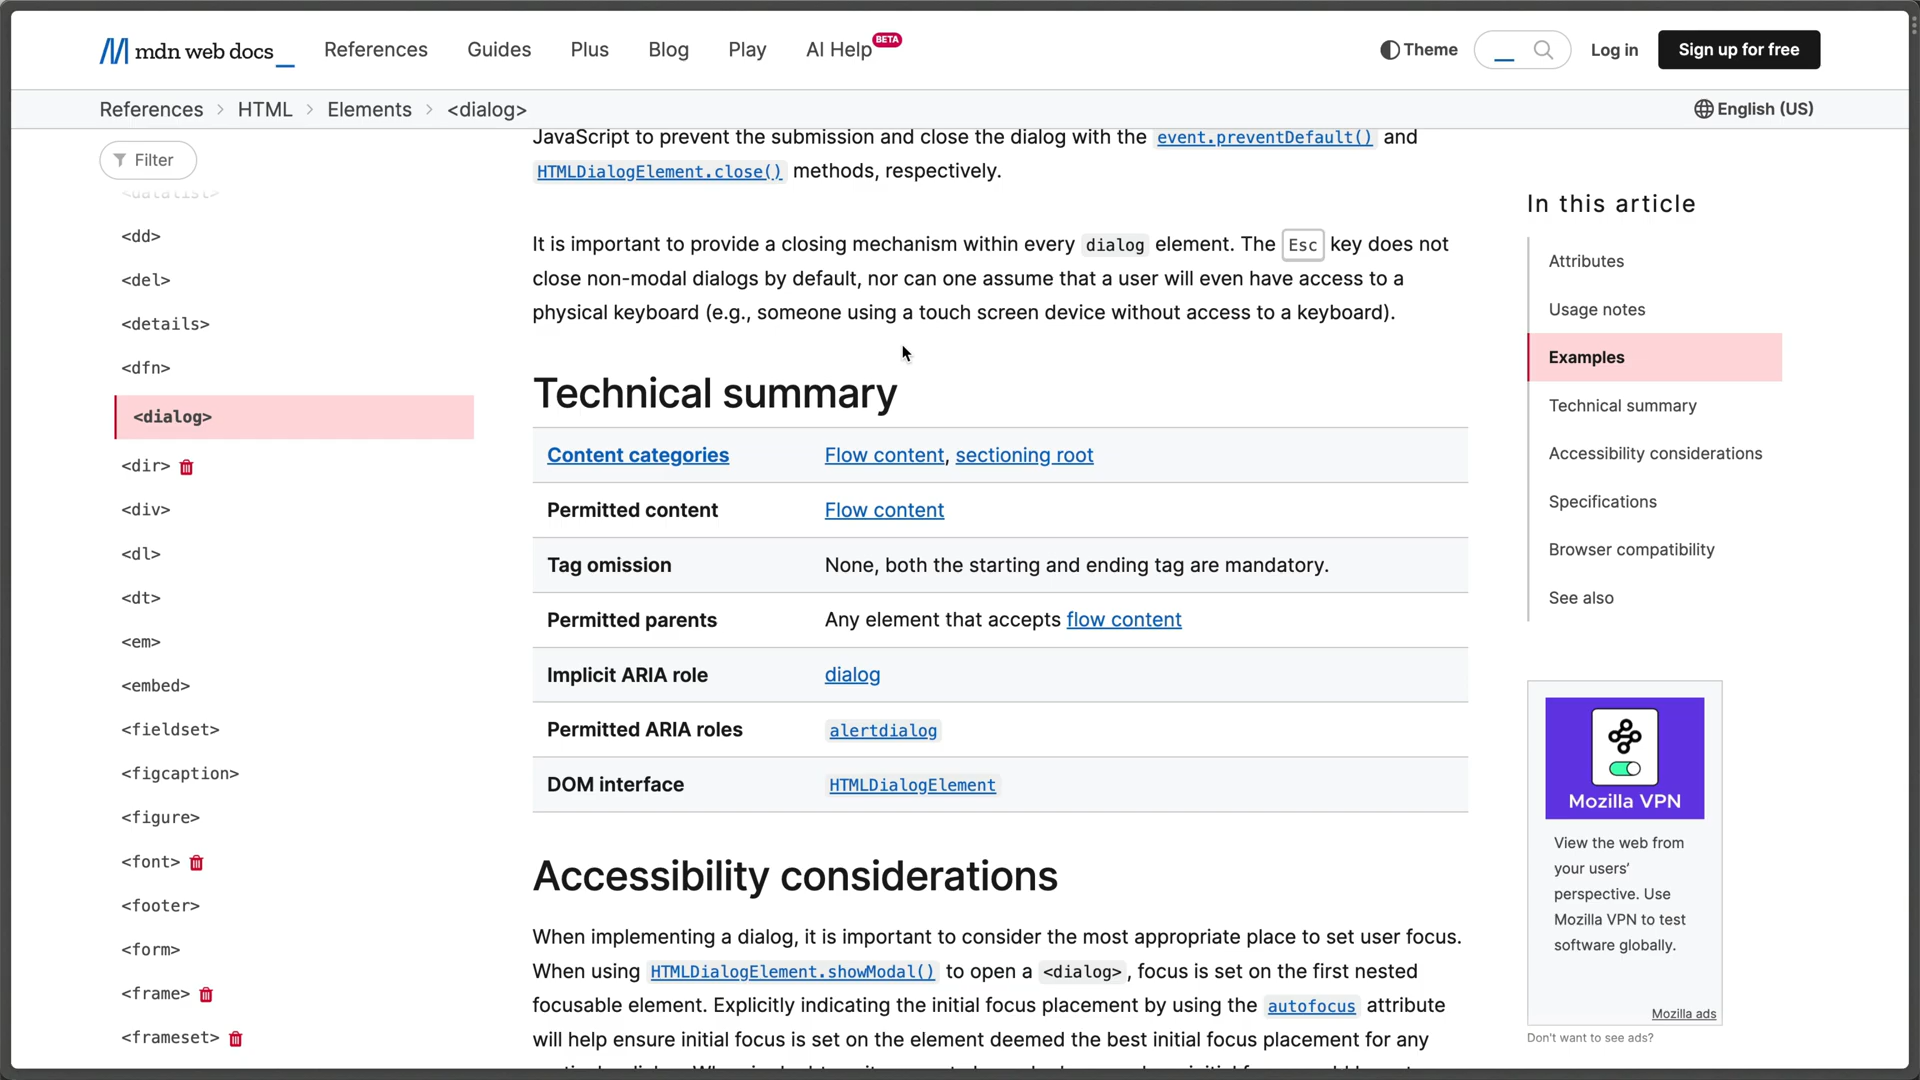 mdn web docs_
References
Guides
Plus
Blog
Play
AI Help
BETA
Theme
Log in
Sign up for free
References > HTML > Elements > <dialog>
English (US)
Filter
<datalist>
<dd>
<del>
<details>
<dfn>
<dialog>
<dir>
<div>
<dl>
<dt>
<em>
<embed>
<fieldset>
<figcaption>
<figure>
<font>
<footer>
<form>
<frame>
<frameset>
JavaScript to prevent the submission and close the dialog with the event.preventDefault() and
HTMLDialogElement.close() methods, respectively.
It is important to provide a closing mechanism within every dialog element. The Esc key does not
close non-modal dialogs by default, nor can one assume that a user will even have access to a
physical keyboard (e.g., someone using a touch screen device without access to a keyboard).
Technical summary
Content categories Flow content, sectioning root
Permitted content Flow content
Tag omission None, both the starting and ending tag are mandatory.
Permitted parents Any element that accepts flow content
Implicit ARIA role dialog
Permitted ARIA roles alertdialog
DOM interface HTMLDialogElement
Accessibility considerations
When implementing a dialog, it is important to consider the most appropriate place to set user focus.
When using HTMLDialogElement.showModal() to open a <dialog>, focus is set on the first nested
focusable element. Explicitly indicating the initial focus placement by using the autofocus attribute
will help ensure initial focus is set on the element deemed the best initial focus placement for any
In this article
Attributes
Usage notes
Examples
Technical summary
Accessibility considerations
Specifications
Browser compatibility
See also
Mozilla VPN
View the web from
your users’
perspective. Use
Mozilla VPN to test
software globally.
Mozilla ads
Don't want to see ads?